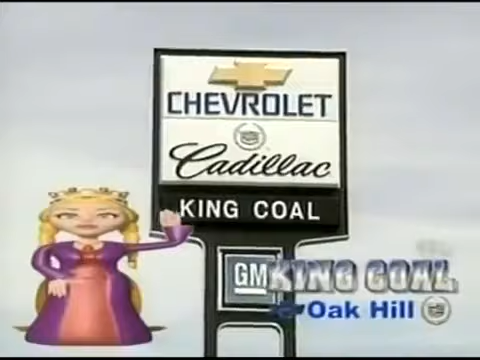 CHEVROLET
Cadillac
KING COAL
GM
KING COAL
Oak Hill